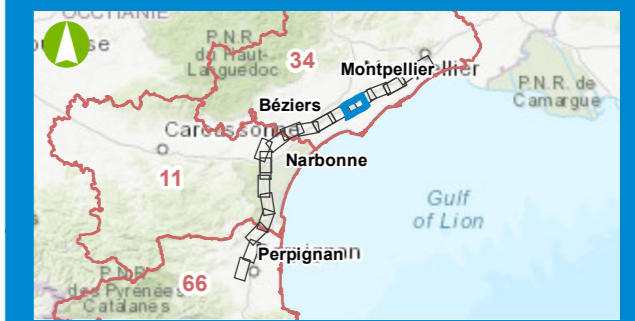 OCCITANIE
P.N.R.
du Haut-
Languedoc
34
Montpellier
P.N.R. de
Camargue
Béziers
Carcassonne
Narbonne
11
Gulf
of Lion
Perpignan
P.N.R.
des Pyrénées
Catalanes
66